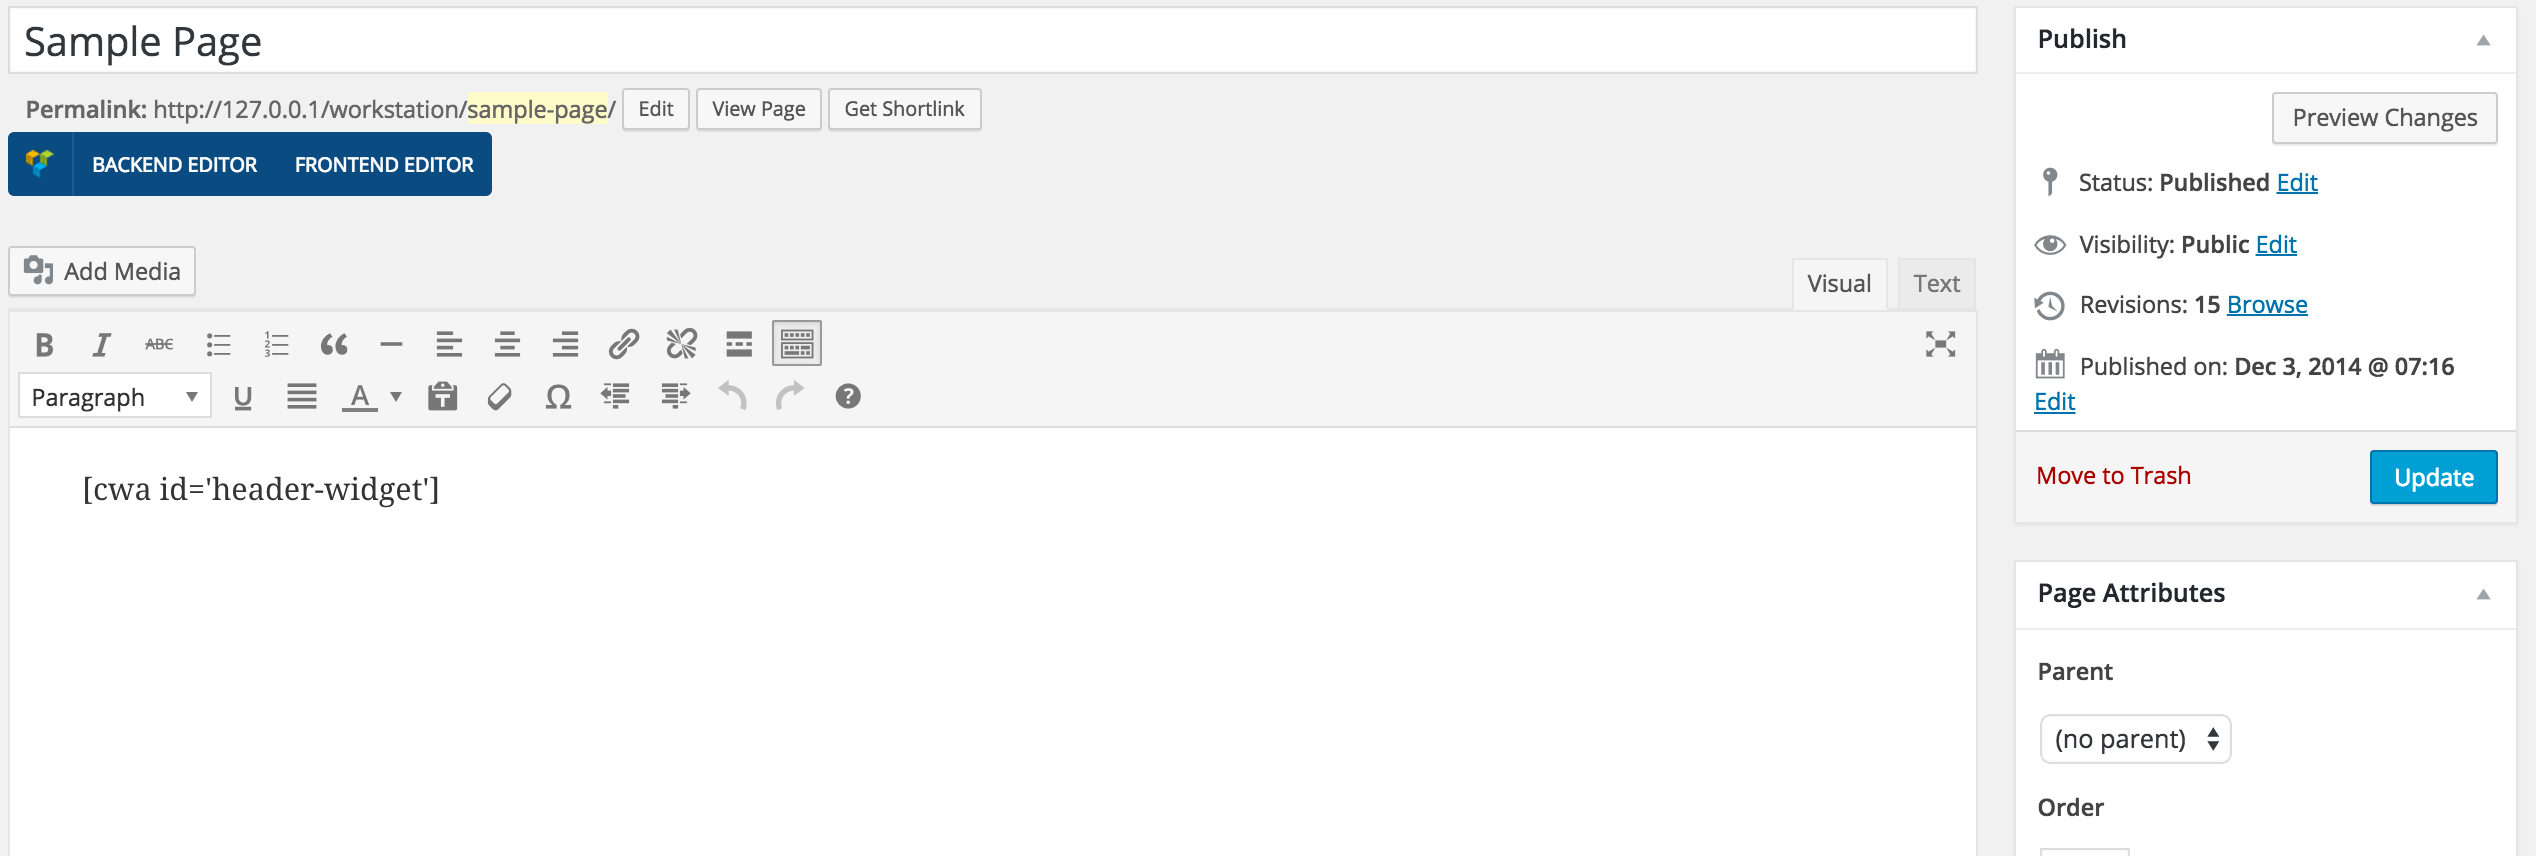 Sample Page
Permalink: http://127.0.0.1/workstation/sample-page/ Edit View Page Get Shortlink
BACKEND EDITOR FRONTEND EDITOR
Add Media
Visual Text
B I ABC
Paragraph U A T Ω ?
[cwa id='header-widget']
Publish
Preview Changes
Status: Published Edit
Visibility: Public Edit
Revisions: 15 Browse
Published on: Dec 3, 2014 @ 07:16
Edit
Move to Trash Update
Page Attributes
Parent
(no parent)
Order